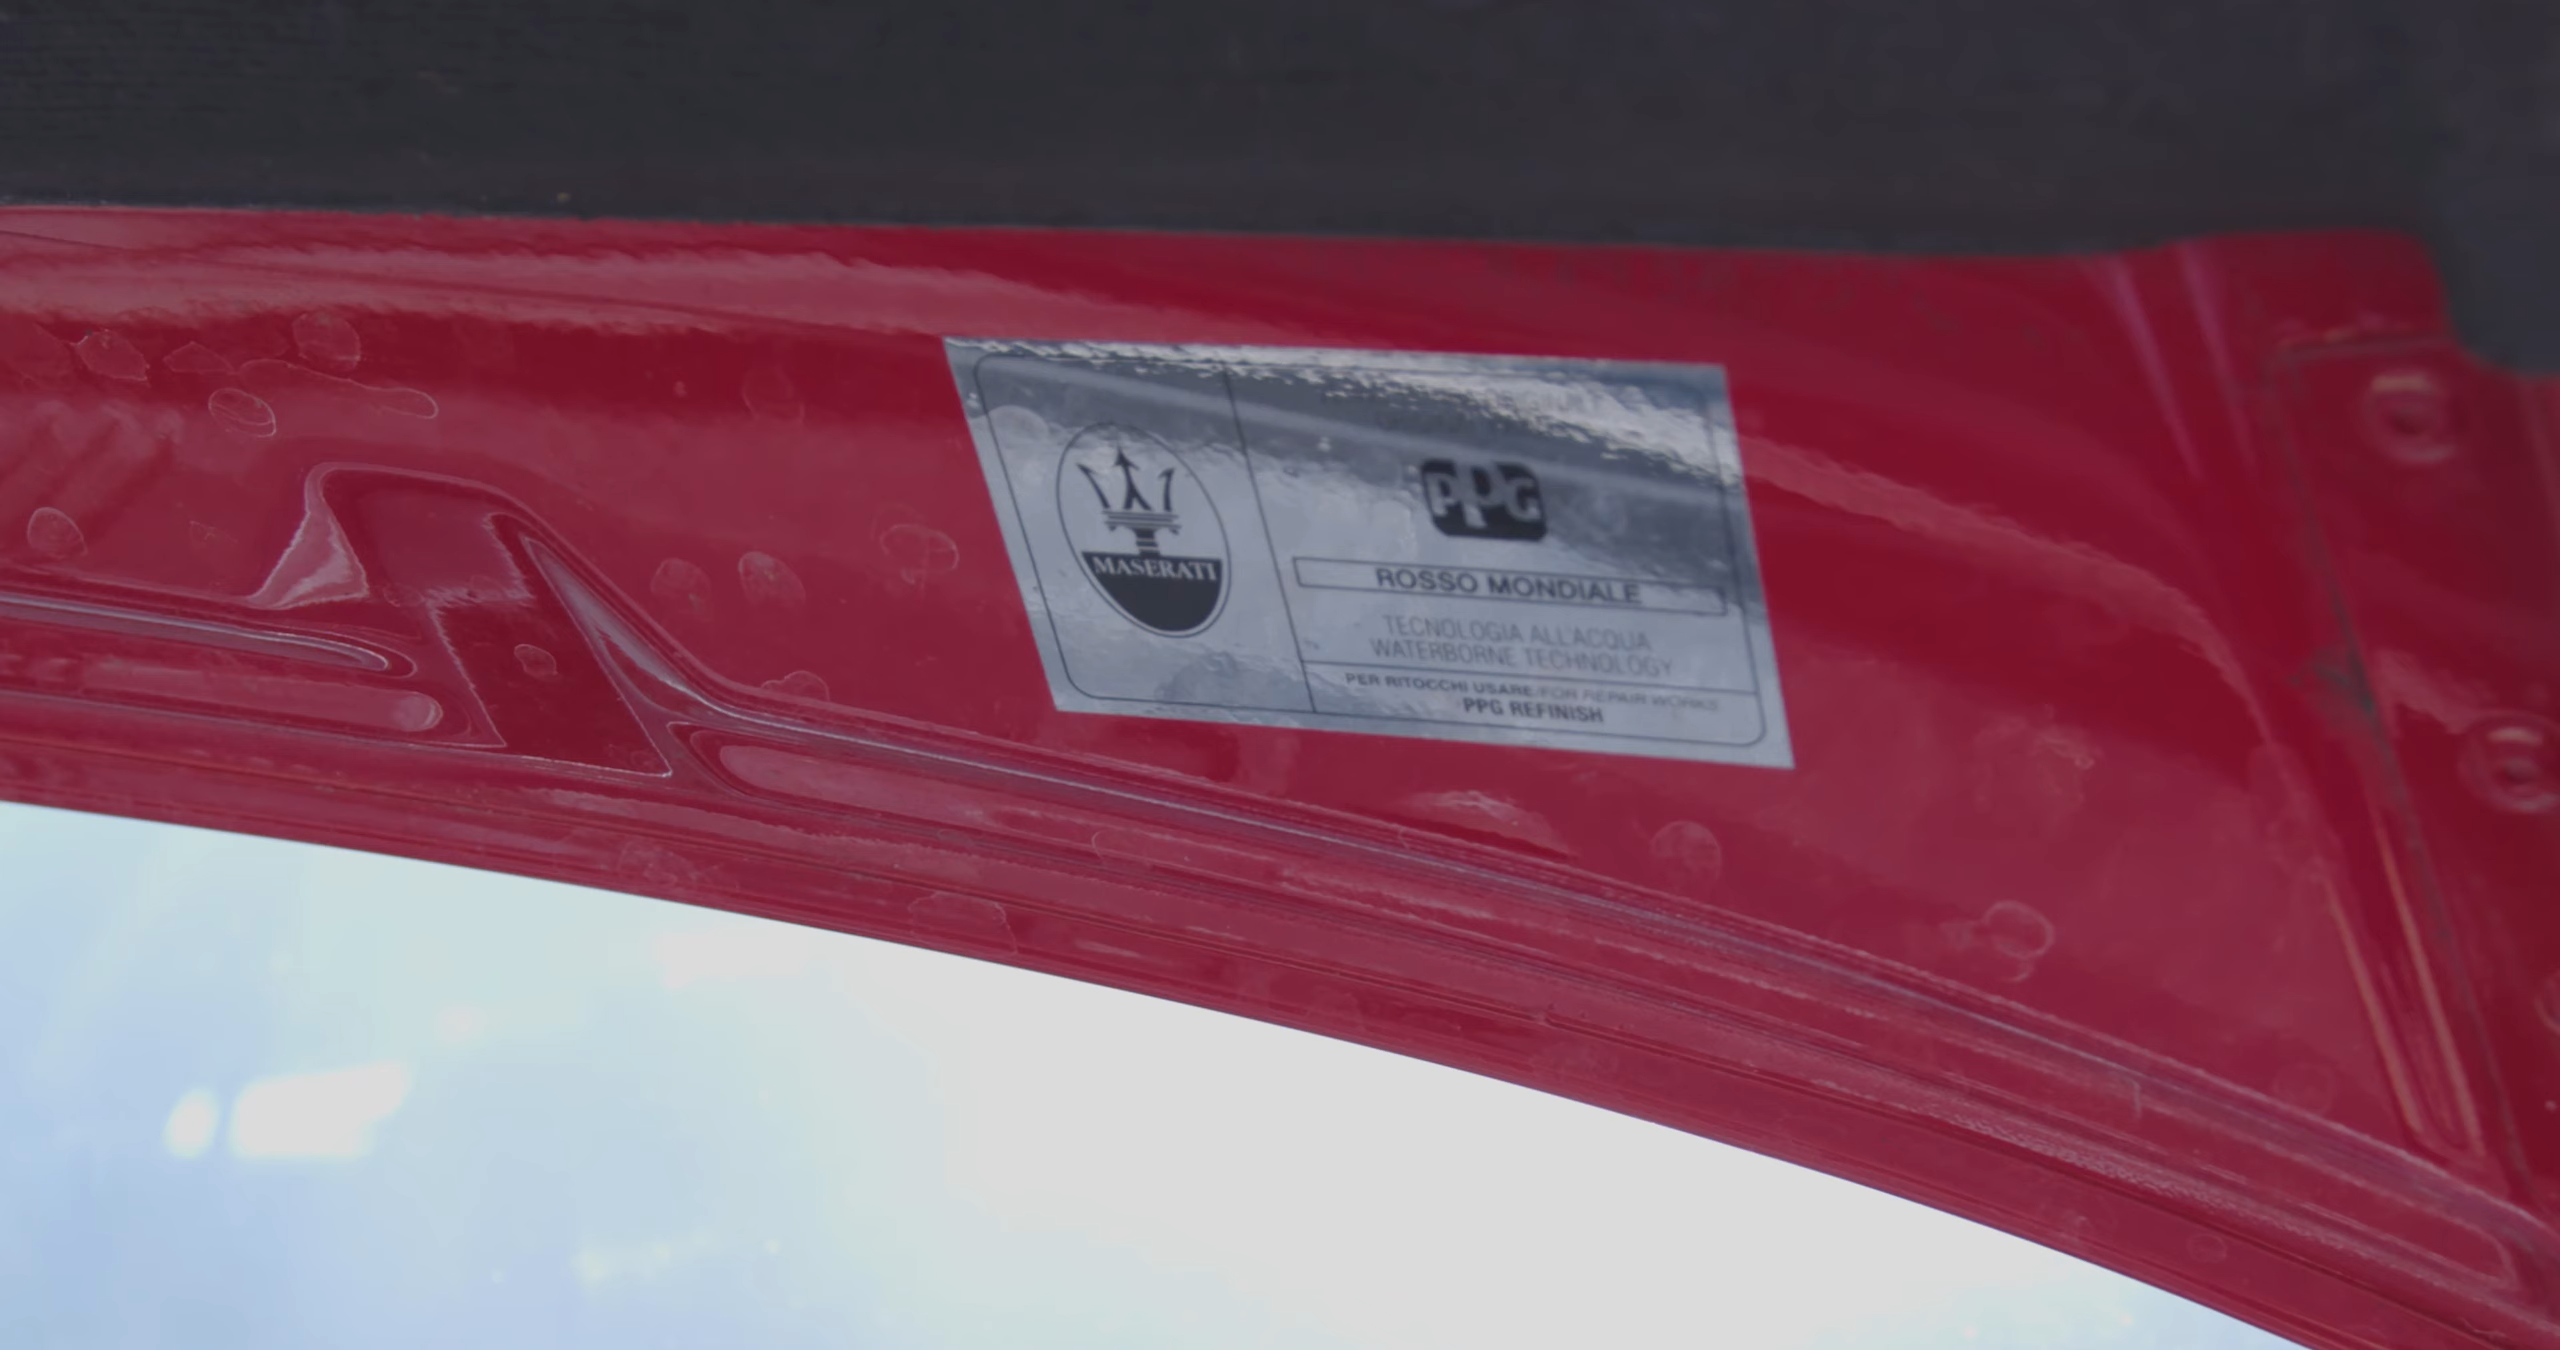 MASERATI
PPG
ROSSO MONDIALE
TECNOLOGIA ALL'ACQUA
WATERBORNE TECHNOLOGY
PER RITOCCHI USARE/FOR REPAIR WORKS
PPG REFINISH